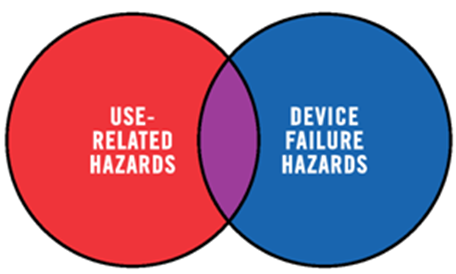 USE-
RELATED
HAZARDS
DEVICE
FAILURE
HAZARDS